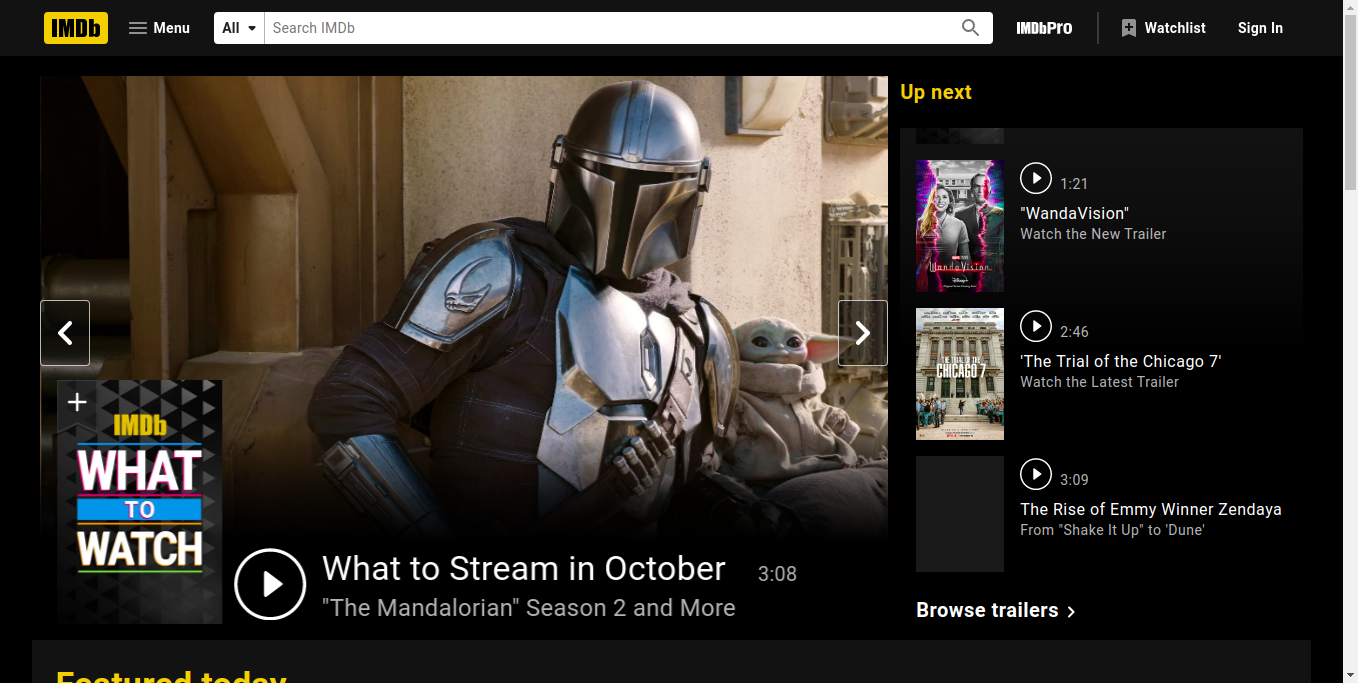 IMDb
Menu
All
Search IMDb
IMDbPro
Watchlist
Sign In
Up next
1:21
"WandaVision"
Watch the New Trailer
WandaVision
Disney+
2:46
'The Trial of the Chicago 7'
Watch the Latest Trailer
THE TRIAL OF THE
CHICAGO 7
3:09
The Rise of Emmy Winner Zendaya
From "Shake It Up" to 'Dune'
Browse trailers
IMDb
WHAT
TO
WATCH
What to Stream in October
3:08
"The Mandalorian" Season 2 and More
Featured today